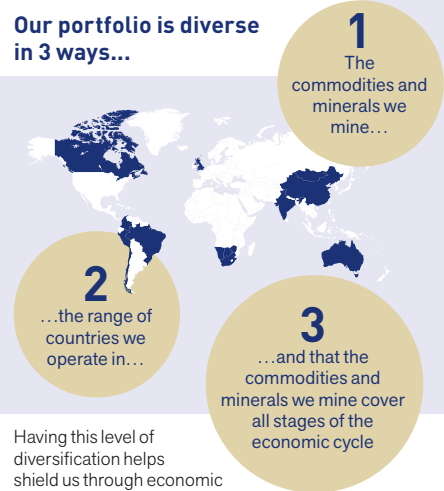 Our portfolio is diverse
in 3 ways...
1
The
commodities and
minerals we
mine…
2
…the range of
countries we
operate in…
3
…and that the
commodities and
minerals we mine cover
all stages of the
economic cycle
Having this level of
diversification helps
shield us through economic